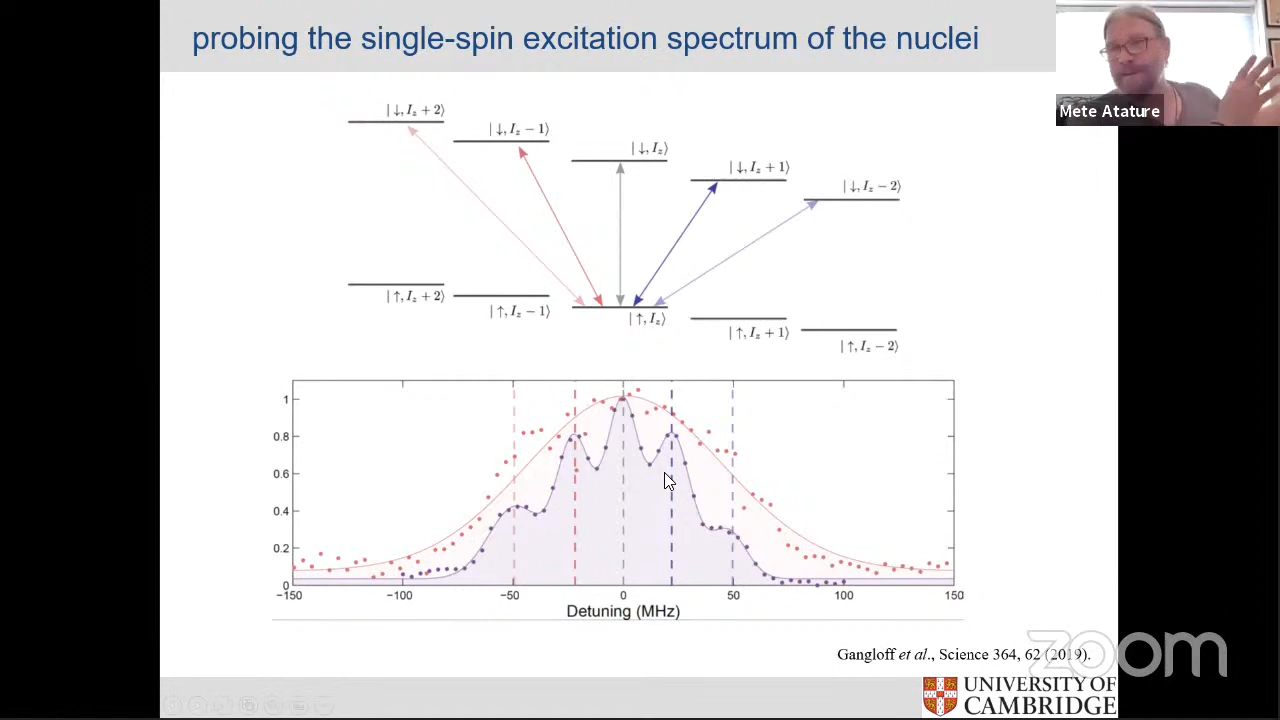 probing the single-spin excitation spectrum of the nuclei
Mete Atature
| ↓, I_z + 2⟩
| ↓, I_z − 1⟩
| ↓, I_z⟩
| ↓, I_z + 1⟩
| ↓, I_z − 2⟩
| ↑, I_z + 2⟩
| ↑, I_z − 1⟩
| ↑, I_z⟩
| ↑, I_z + 1⟩
| ↑, I_z − 2⟩
1
0.8
0.6
0.4
0.2
0
−150 −100 −50 0 50 100 150
Detuning (MHz)
Gangloff et al., Science 364, 62 (2019).
zoom
UNIVERSITY OF
CAMBRIDGE